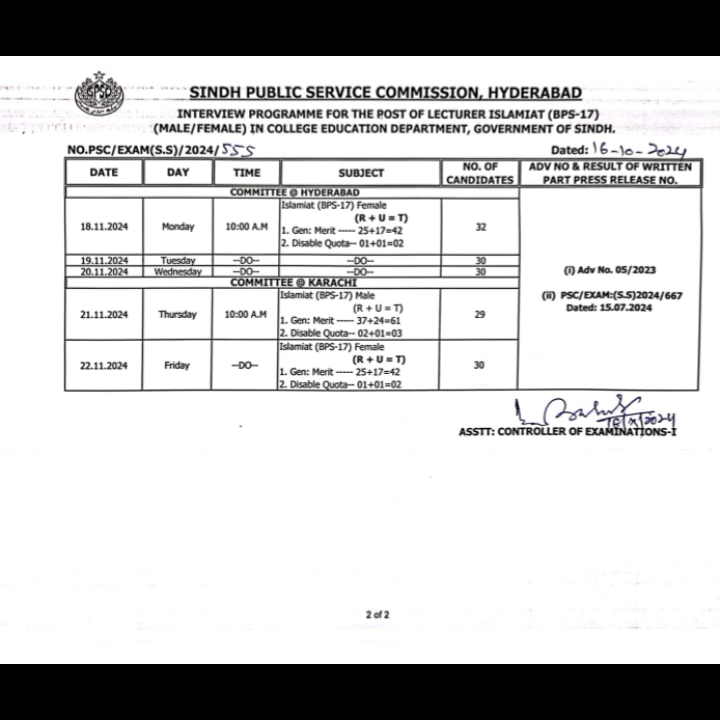 SPSC
SINDH PUBLIC SERVICE COMMISSION, HYDERABAD
INTERVIEW PROGRAMME FOR THE POST OF LECTURER ISLAMIAT (BPS-17)
(MALE/FEMALE) IN COLLEGE EDUCATION DEPARTMENT, GOVERNMENT OF SINDH.
NO.PSC/EXAM(S.S)/2024/555 Dated: 16-10-2024
DATE DAY TIME SUBJECT NO. OF CANDIDATES ADV NO & RESULT OF WRITTEN PART PRESS RELEASE NO.
COMMITTEE @ HYDERABAD
18.11.2024 Monday 10:00 A.M
Islamiat (BPS-17) Female
(R + U = T)
1. Gen: Merit ----- 25+17=42
2. Disable Quota-- 01+01=02
32
19.11.2024 Tuesday --DO-- --DO-- 30
20.11.2024 Wednesday --DO-- --DO-- 30
COMMITTEE @ KARACHI
21.11.2024 Thursday 10:00 A.M
Islamiat (BPS-17) Male
(R + U = T)
1. Gen: Merit ----- 37+24=61
2. Disable Quota-- 02+01=03
29
22.11.2024 Friday --DO--
Islamiat (BPS-17) Female
(R + U = T)
1. Gen: Merit ----- 25+17=42
2. Disable Quota-- 01+01=02
30
(i) Adv No. 05/2023
(ii) PSC/EXAM:(S.S)2024/667
Dated: 15.07.2024
16/X/2024
ASSTT: CONTROLLER OF EXAMINATIONS-I
2 of 2